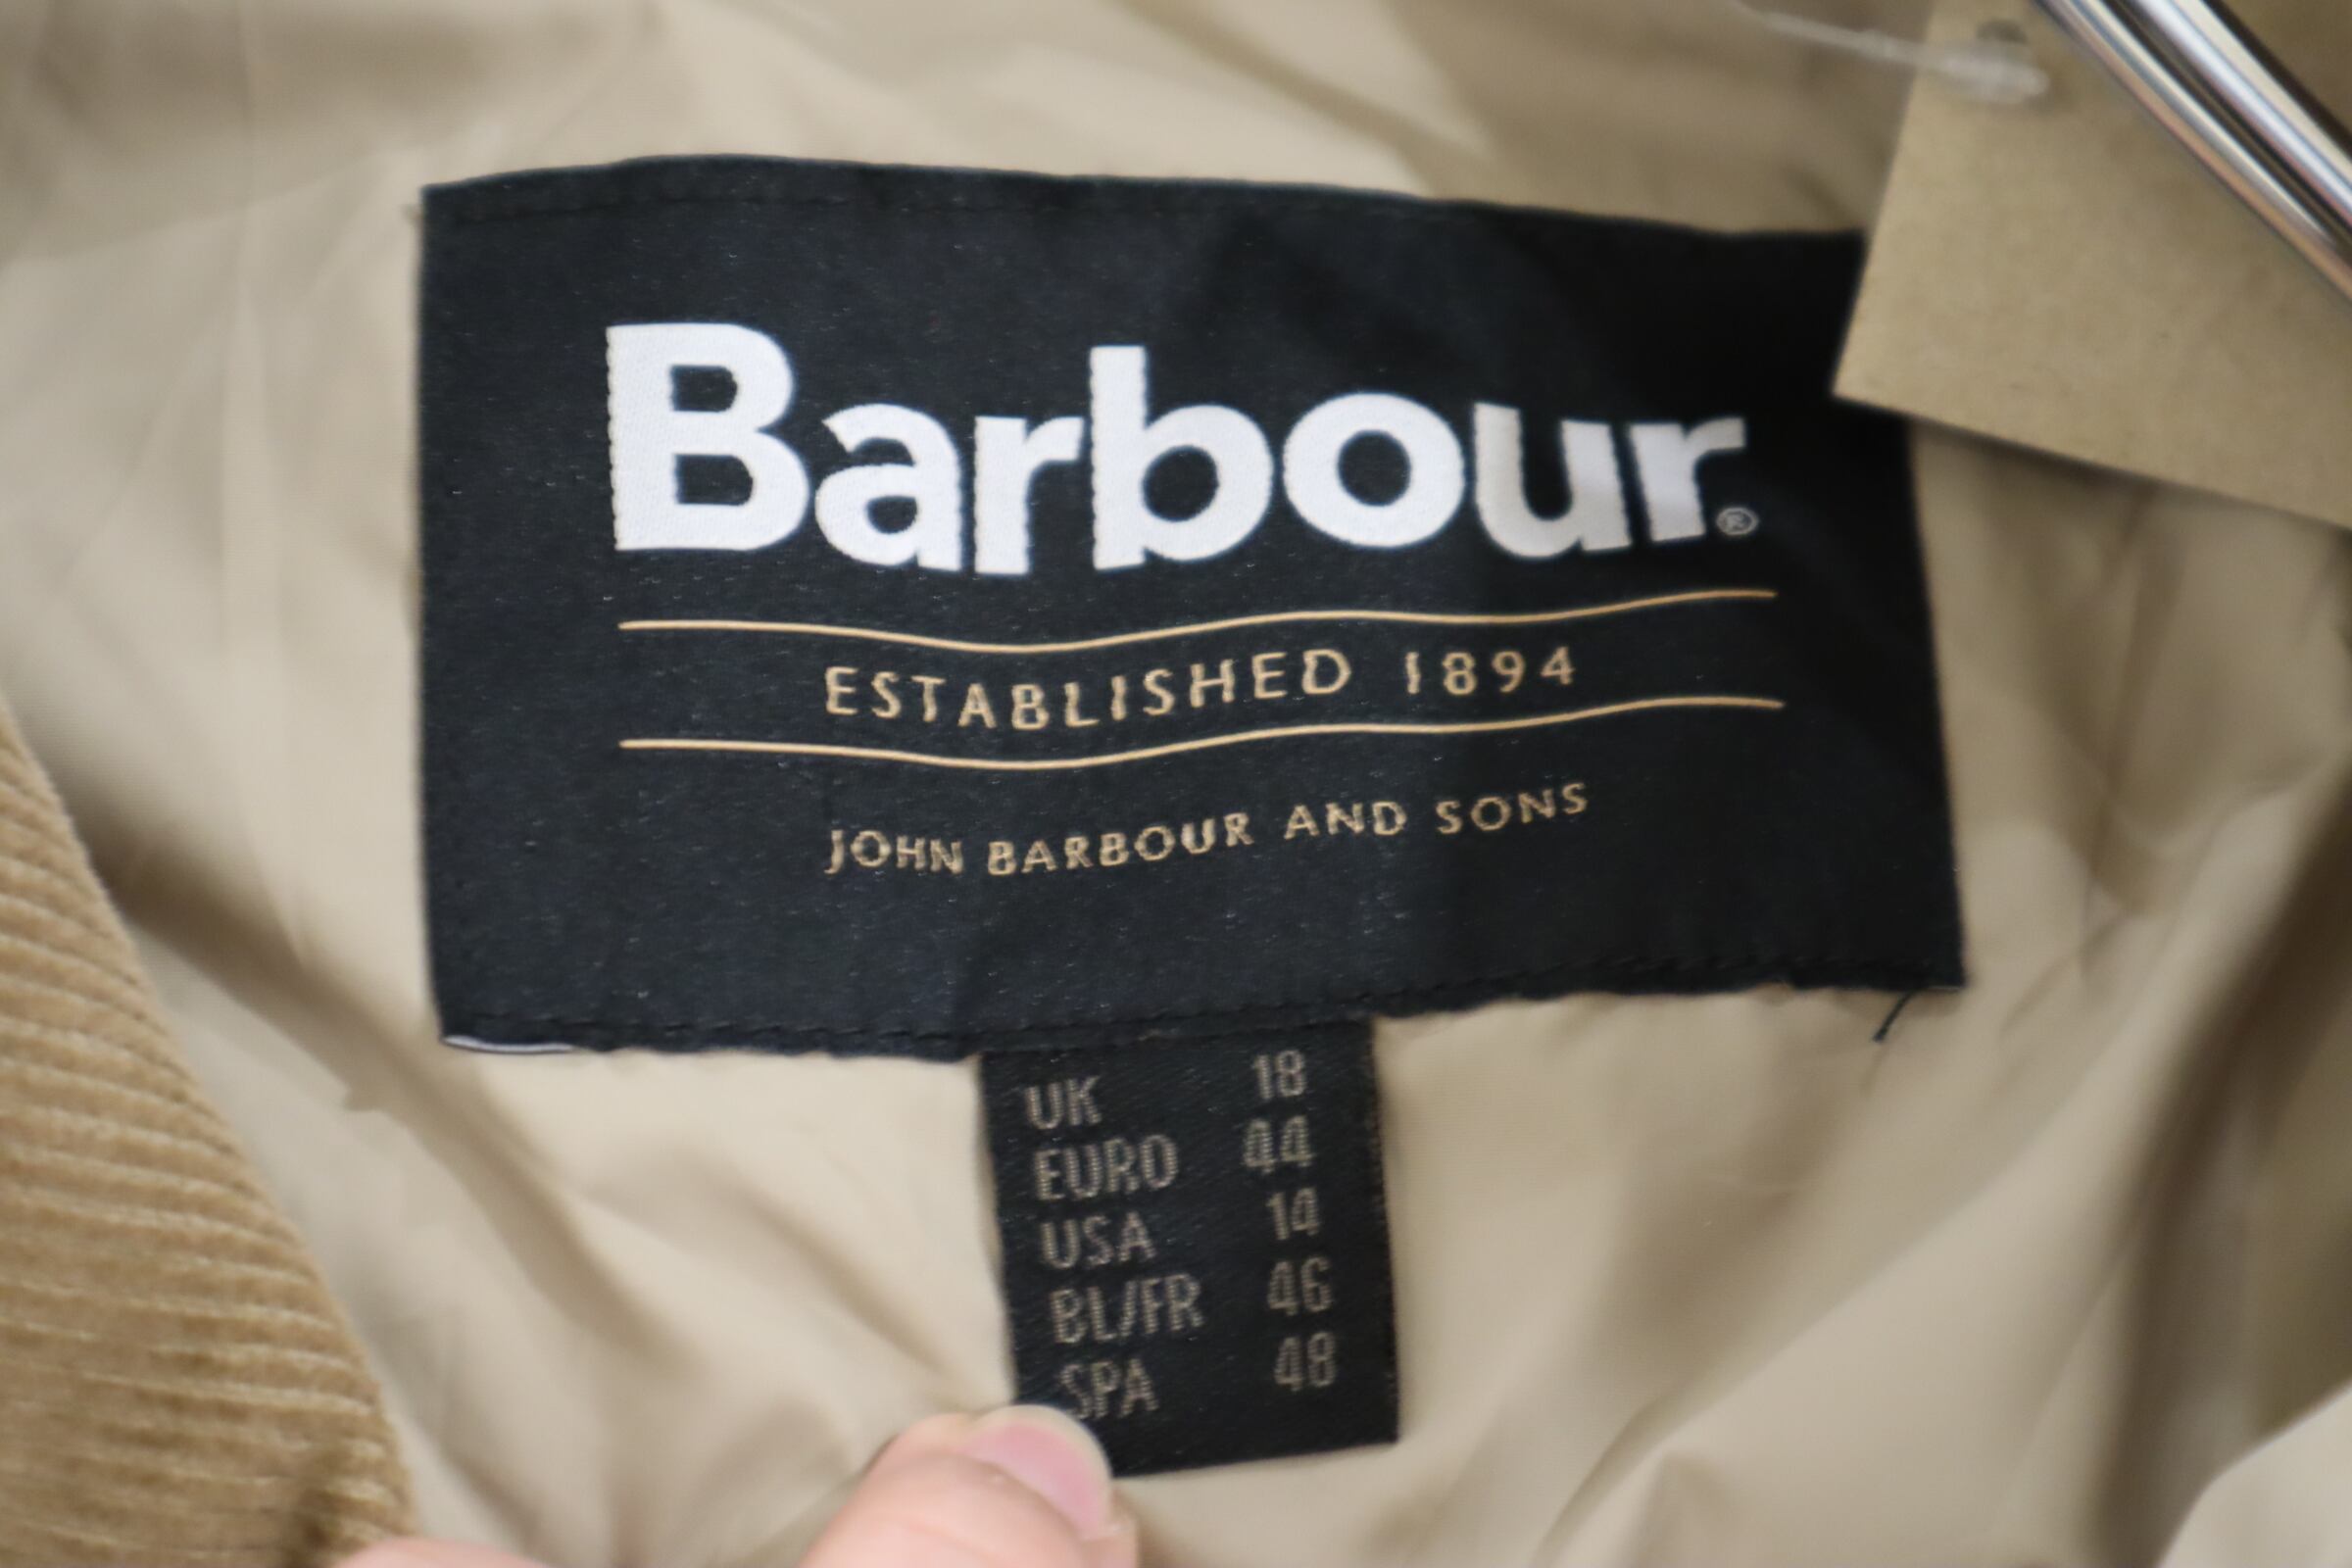 Barbour®
ESTABLISHED 1894
JOHN BARBOUR AND SONS
UK 18
EURO 44
USA 14
BL/FR 46
SPA 48